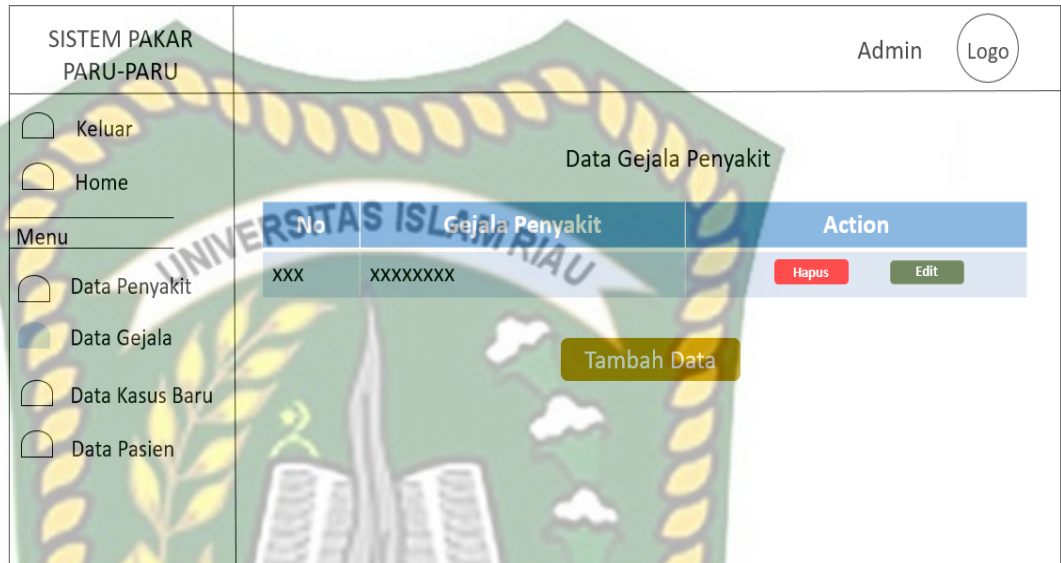 SISTEM PAKAR
PARU-PARU
Admin
Logo
Keluar
Home
Menu
Data Penyakit
Data Gejala
Data Kasus Baru
Data Pasien
Data Gejala Penyakit
No Gejala Penyakit Action
xxx xxxxxxxx Hapus Edit
Tambah Data
UNIVERSITAS ISLAM RIAU